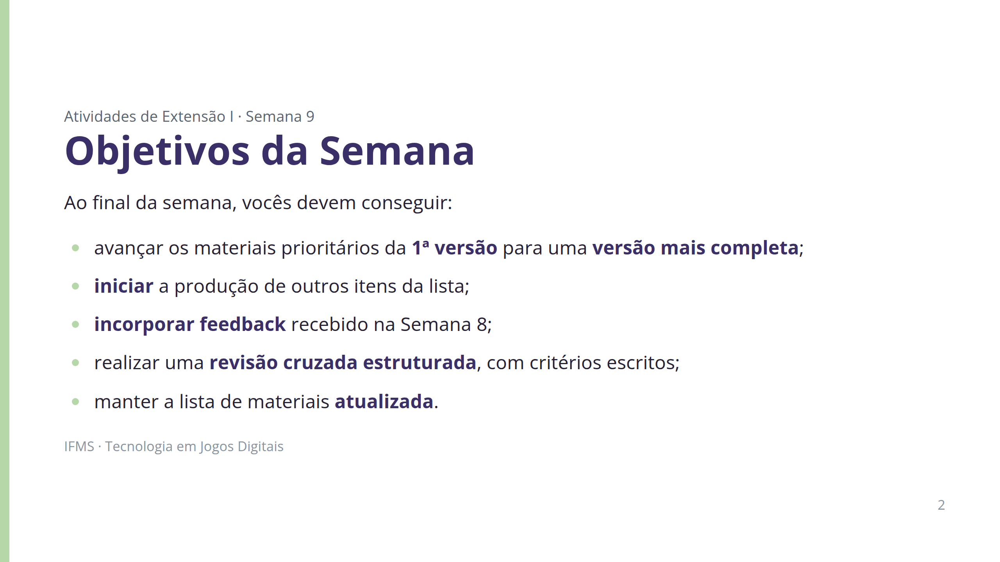 Atividades de Extensão I · Semana 9
Objetivos da Semana
Ao final da semana, vocês devem conseguir:
avançar os materiais prioritários da 1ª versão para uma versão mais completa;
iniciar a produção de outros itens da lista;
incorporar feedback recebido na Semana 8;
realizar uma revisão cruzada estruturada, com critérios escritos;
manter a lista de materiais atualizada.
IFMS · Tecnologia em Jogos Digitais
2